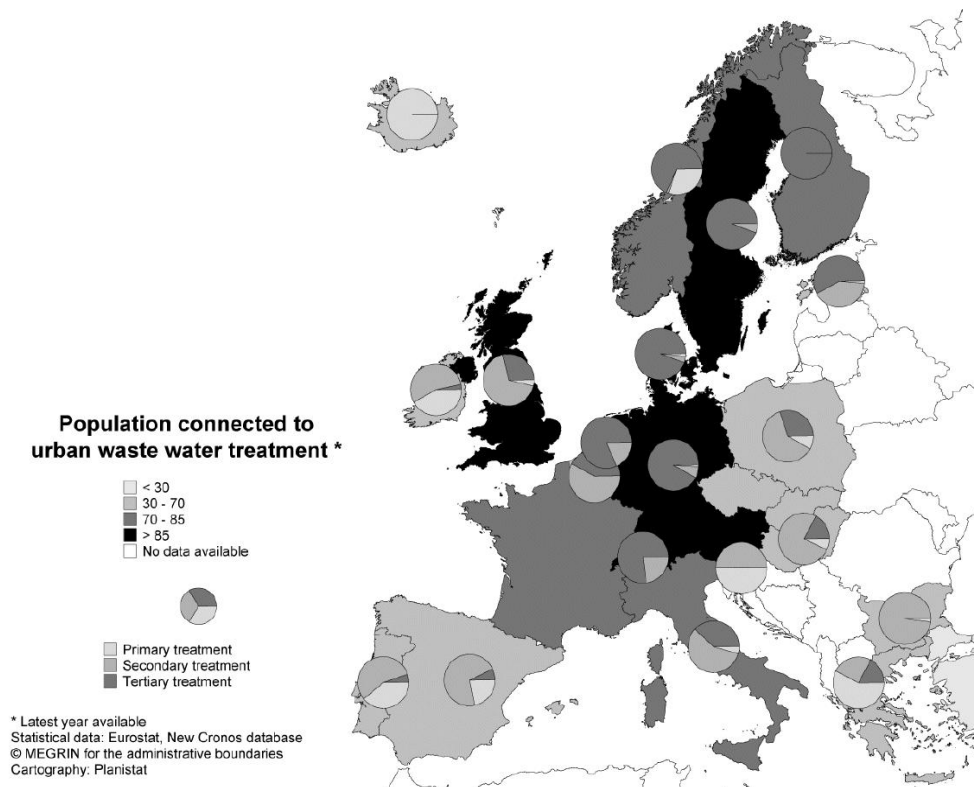 Population connected to
urban waste water treatment *
< 30
30 - 70
70 - 85
> 85
No data available
Primary treatment
Secondary treatment
Tertiary treatment
* Latest year available
Statistical data: Eurostat, New Cronos database
© MEGRIN for the administrative boundaries
Cartography: Planistat